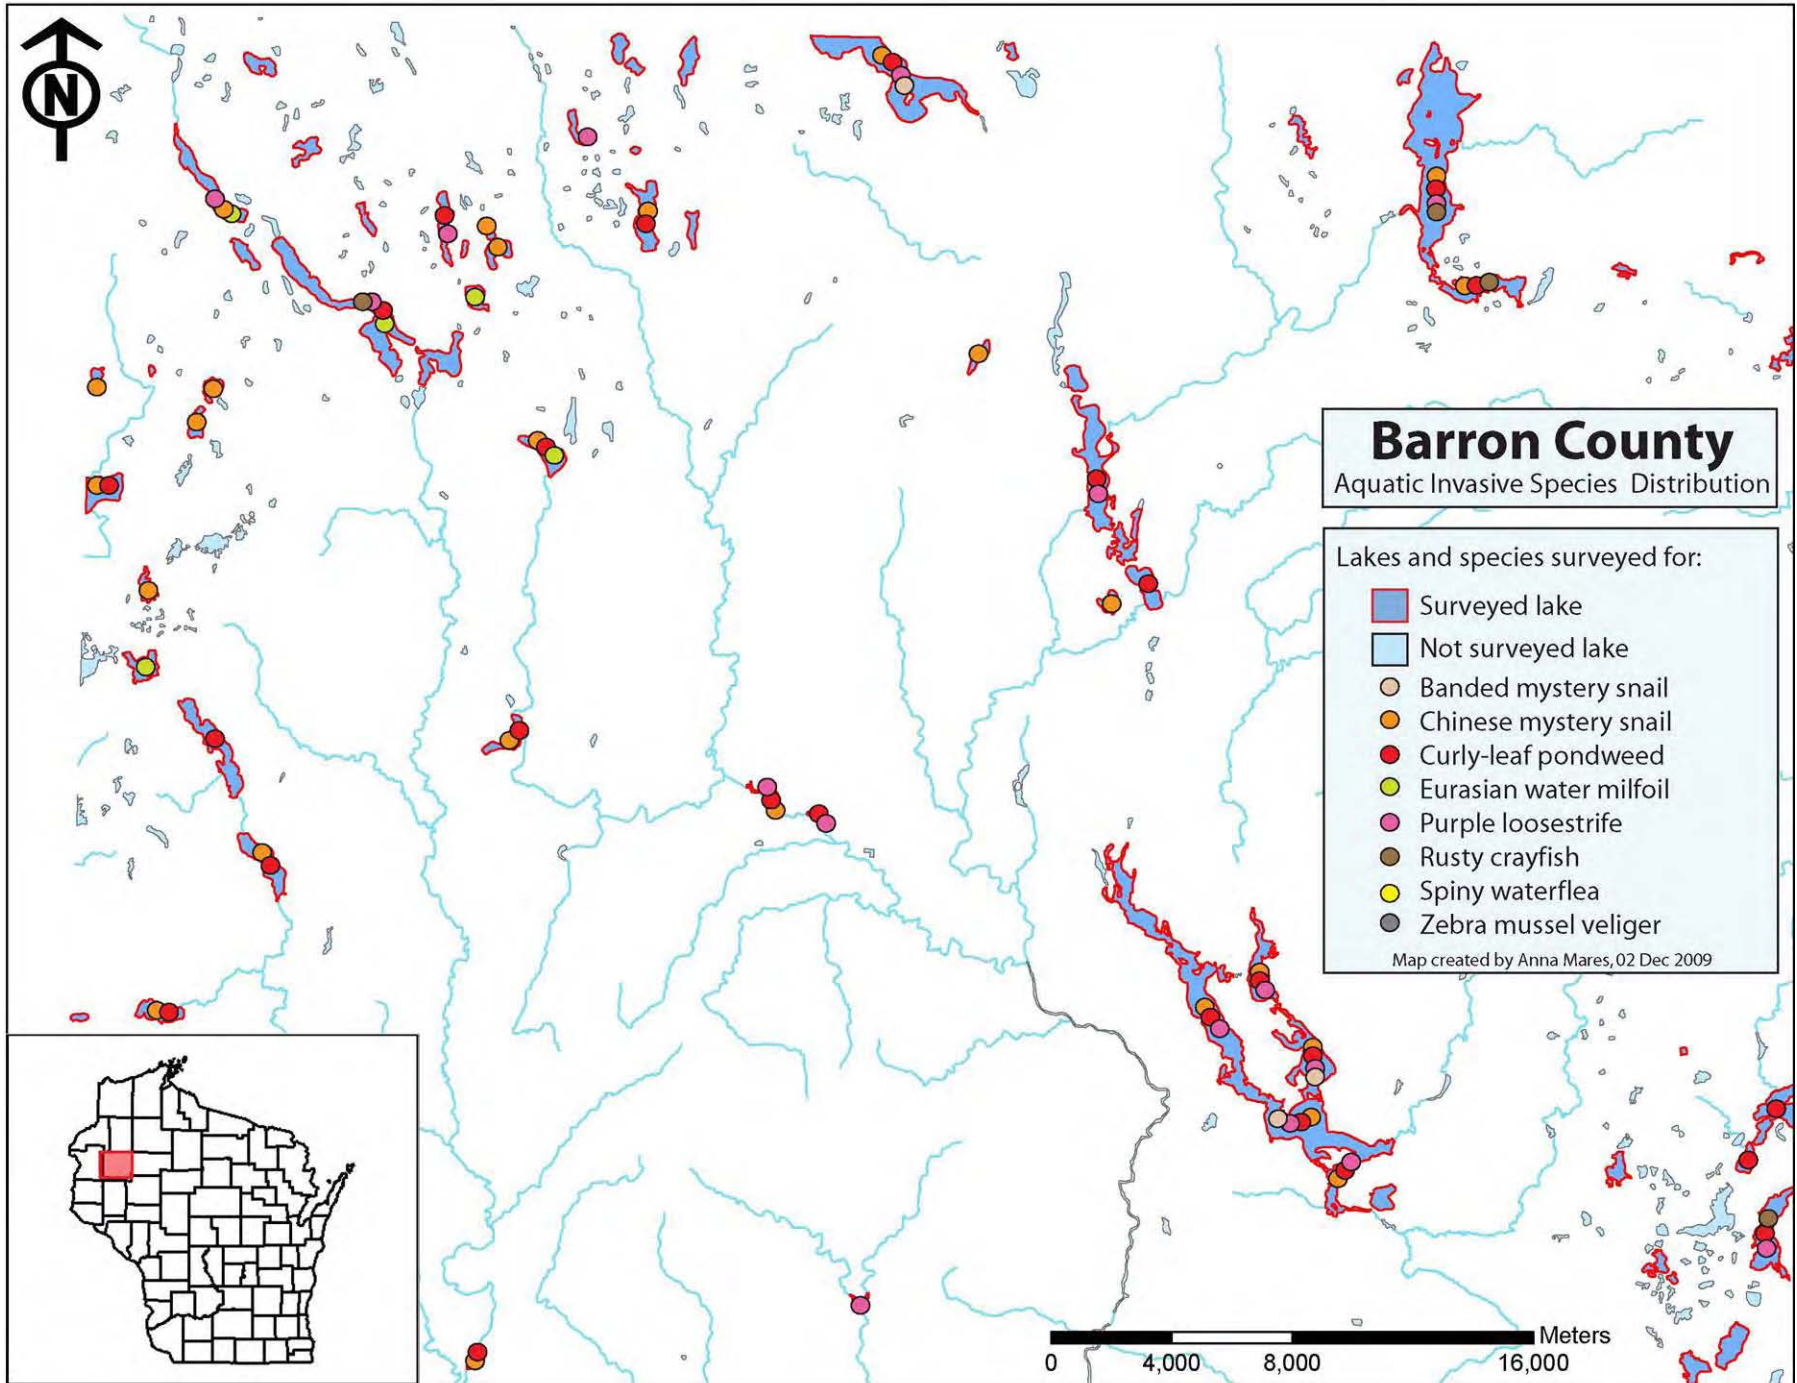 N
Barron County
Aquatic Invasive Species Distribution
Lakes and species surveyed for:
Surveyed lake
Not surveyed lake
Banded mystery snail
Chinese mystery snail
Curly-leaf pondweed
Eurasian water milfoil
Purple loosestrife
Rusty crayfish
Spiny waterflea
Zebra mussel veliger
Map created by Anna Mares, 02 Dec 2009
Meters
0 4,000 8,000 16,000